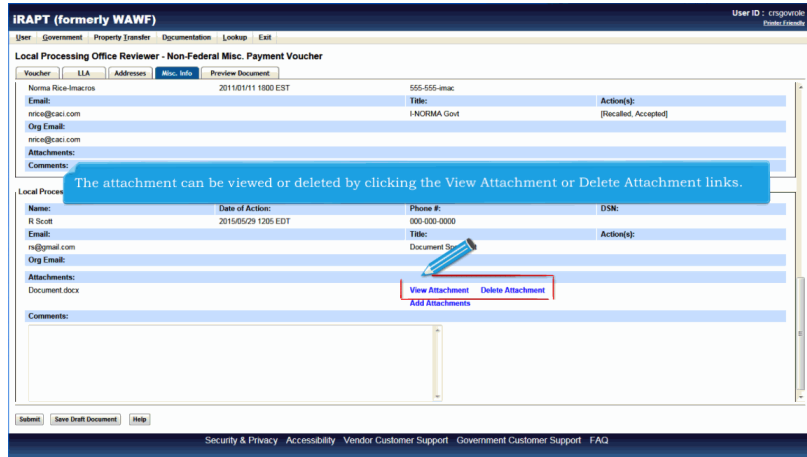 iRAPT (formerly WAWF)
User ID : crsgovrole
Printer Friendly
User Government Property Transfer Documentation Lookup Exit
Local Processing Office Reviewer - Non-Federal Misc. Payment Voucher
Voucher LLA Addresses Misc. Info Preview Document
Norma Rice-Imacros 2011/01/11 1800 EST 555-555-imac
Email: Title: Action(s):
nrice@caci.com I-NORMA Govt [Recalled, Accepted]
Org Email:
nrice@caci.com
Attachments:
Comments:
The attachment can be viewed or deleted by clicking the View Attachment or Delete Attachment links.
Local Proces
Name: Date of Action: Phone #: DSN:
R Scott 2015/05/29 1205 EDT 000-000-0000
Email: Title: Action(s):
rs@gmail.com Document
Org Email:
Attachments:
Document.docx View Attachment Delete Attachment
Add Attachments
Comments:
Submit Save Draft Document Help
Security & Privacy Accessibility Vendor Customer Support Government Customer Support FAQ